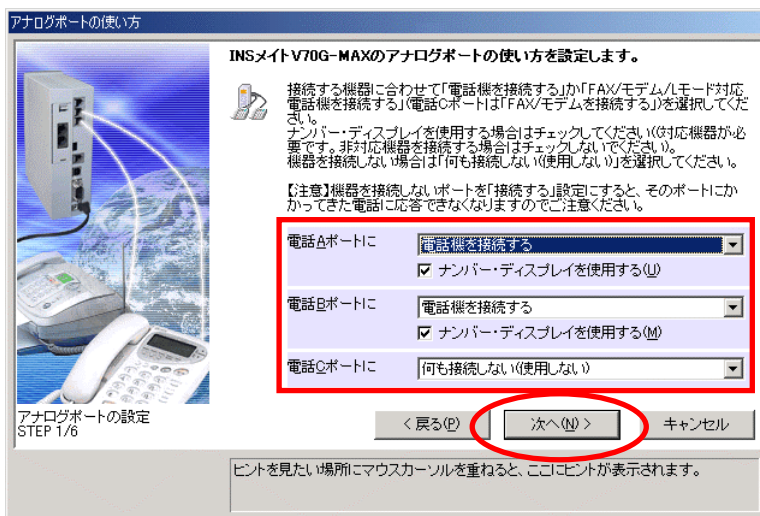 アナログポートの使い方
INSメイトV70G-MAXのアナログポートの使い方を設定します。
接続する機器に合わせて「電話機を接続する」か「FAX/モデム/Lモード対応
電話機を接続する」(電話Cポートは「FAX/モデムを接続する」)を選択してくだ
さい。
ナンバー・ディスプレイを使用する場合はチェックしてください(対応機器が必
要です。非対応機器を接続する場合はチェックしないでください)。
機器を接続しない場合は「何も接続しない(使用しない)」を選択してください。
【注意】機器を接続しないポートを「接続する」設定にすると、そのポートにか
かってきた電話に応答できなくなりますのでご注意ください。
電話Aポートに
電話機を接続する
ナンバー・ディスプレイを使用する(U)
電話Bポートに
電話機を接続する
ナンバー・ディスプレイを使用する(M)
電話Cポートに
何も接続しない(使用しない)
アナログポートの設定
STEP 1/6
< 戻る(P)
次へ(N) >
キャンセル
ヒントを見たい場所にマウスカーソルを重ねると、ここにヒントが表示されます。